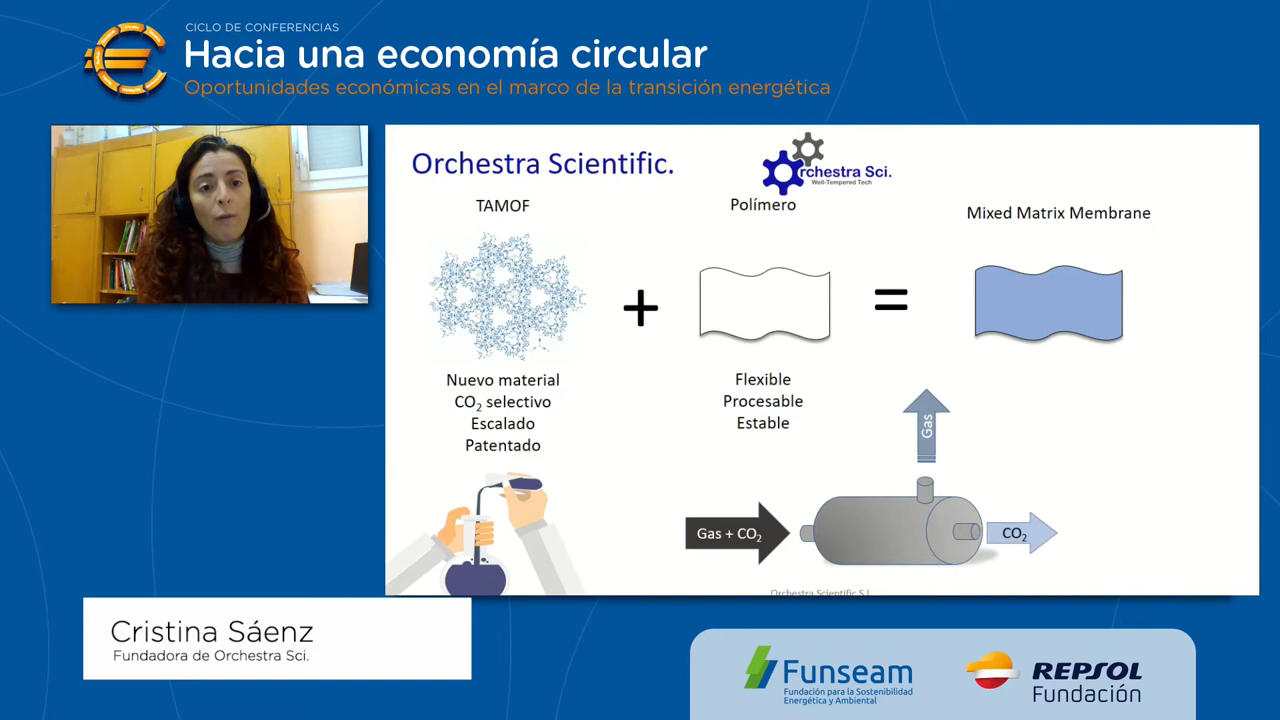 CICLO DE CONFERENCIAS
Hacia una economía circular
Oportunidades económicas en el marco de la transición energética
Orchestra Scientific.
rchestra Sci.
Well-Tempered Tech
TAMOF
Polímero
Mixed Matrix Membrane
+
=
Nuevo material
CO₂ selectivo
Escalado
Patentado
Flexible
Procesable
Estable
Gas
Gas + CO₂
CO₂
Orchestra Scientific S.L.
Cristina Sáenz
Fundadora de Orchestra Sci.
Funseam
Fundación para la Sostenibilidad
Energética y Ambiental
REPSOL
Fundación